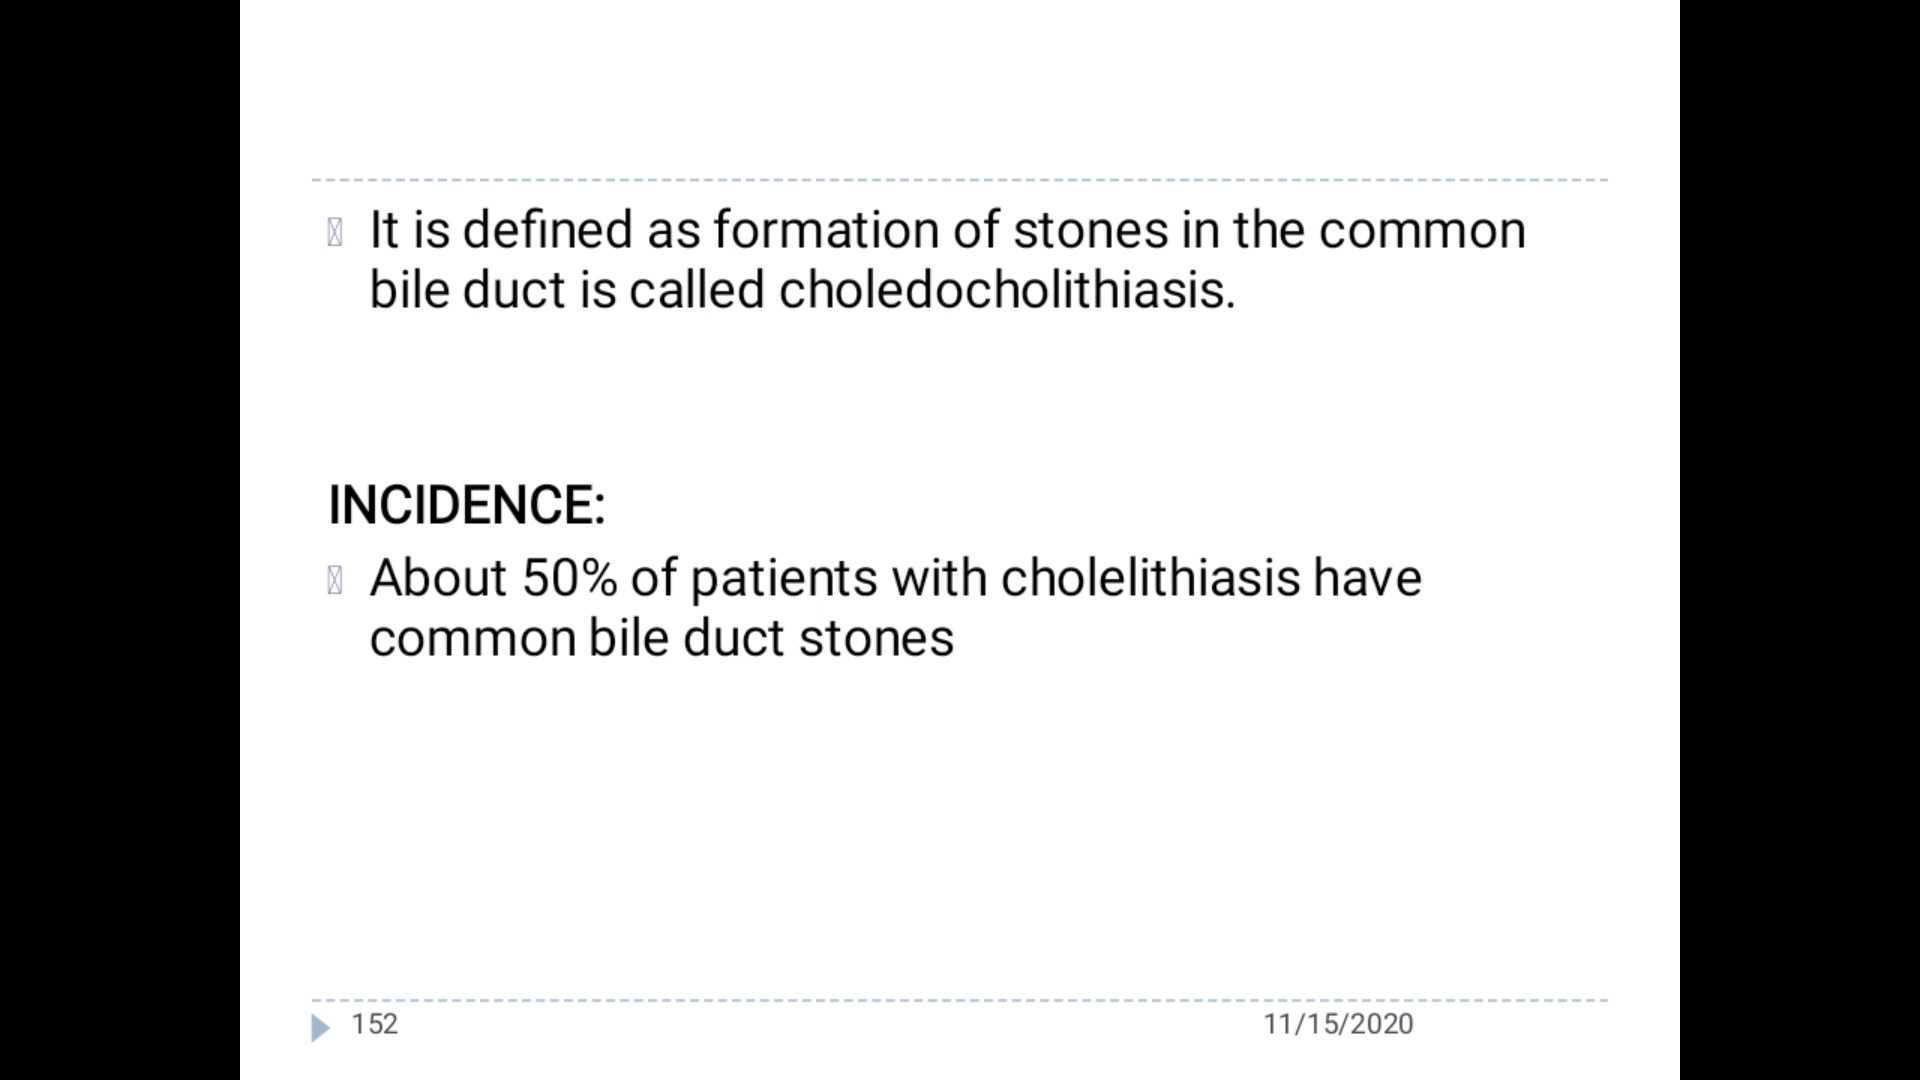 It is defined as formation of stones in the common
bile duct is called choledocholithiasis.
INCIDENCE:
About 50% of patients with cholelithiasis have
common bile duct stones
152
11/15/2020